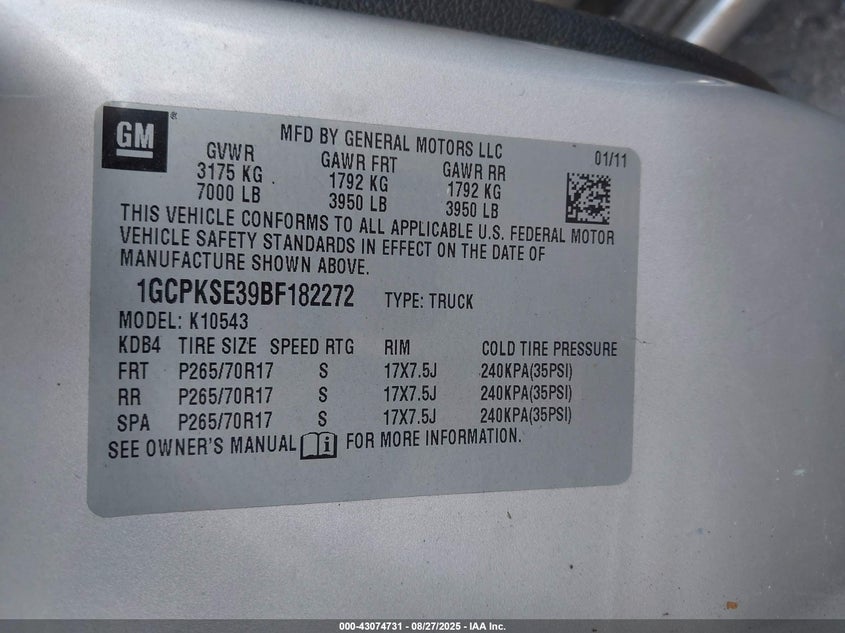 GM
MFD BY GENERAL MOTORS LLC 01/11
GVWR GAWR FRT GAWR RR
3175 KG 1792 KG 1792 KG
7000 LB 3950 LB 3950 LB
THIS VEHICLE CONFORMS TO ALL APPLICABLE U.S. FEDERAL MOTOR
VEHICLE SAFETY STANDARDS IN EFFECT ON THE DATE OF
MANUFACTURE SHOWN ABOVE.
1GCPKSE39BF182272 TYPE: TRUCK
MODEL: K10543
KDB4 TIRE SIZE SPEED RTG RIM COLD TIRE PRESSURE
FRT P265/70R17 S 17X7.5J 240KPA(35PSI)
RR P265/70R17 S 17X7.5J 240KPA(35PSI)
SPA P265/70R17 S 17X7.5J 240KPA(35PSI)
SEE OWNER'S MANUAL i FOR MORE INFORMATION.
000-43074731 - 08/27/2025 - IAA Inc.